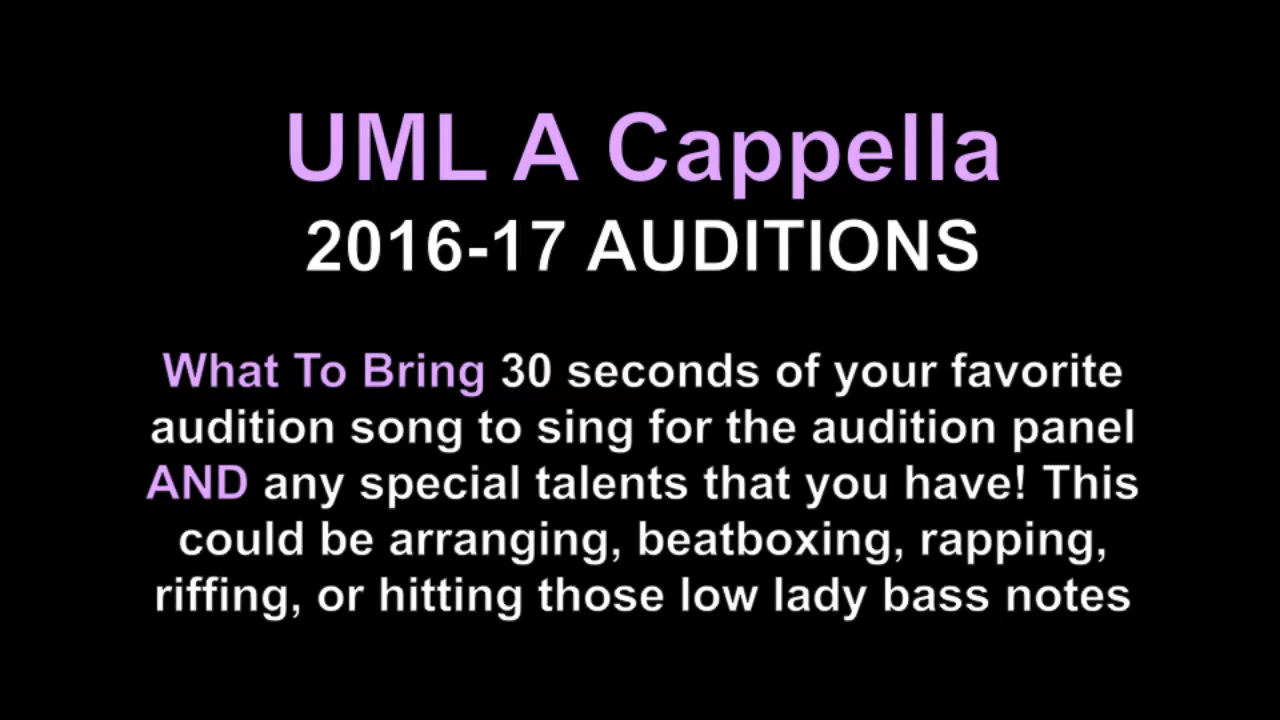 UML A Cappella
2016-17 AUDITIONS
What To Bring 30 seconds of your favorite
audition song to sing for the audition panel
AND any special talents that you have! This
could be arranging, beatboxing, rapping,
riffing, or hitting those low lady bass notes